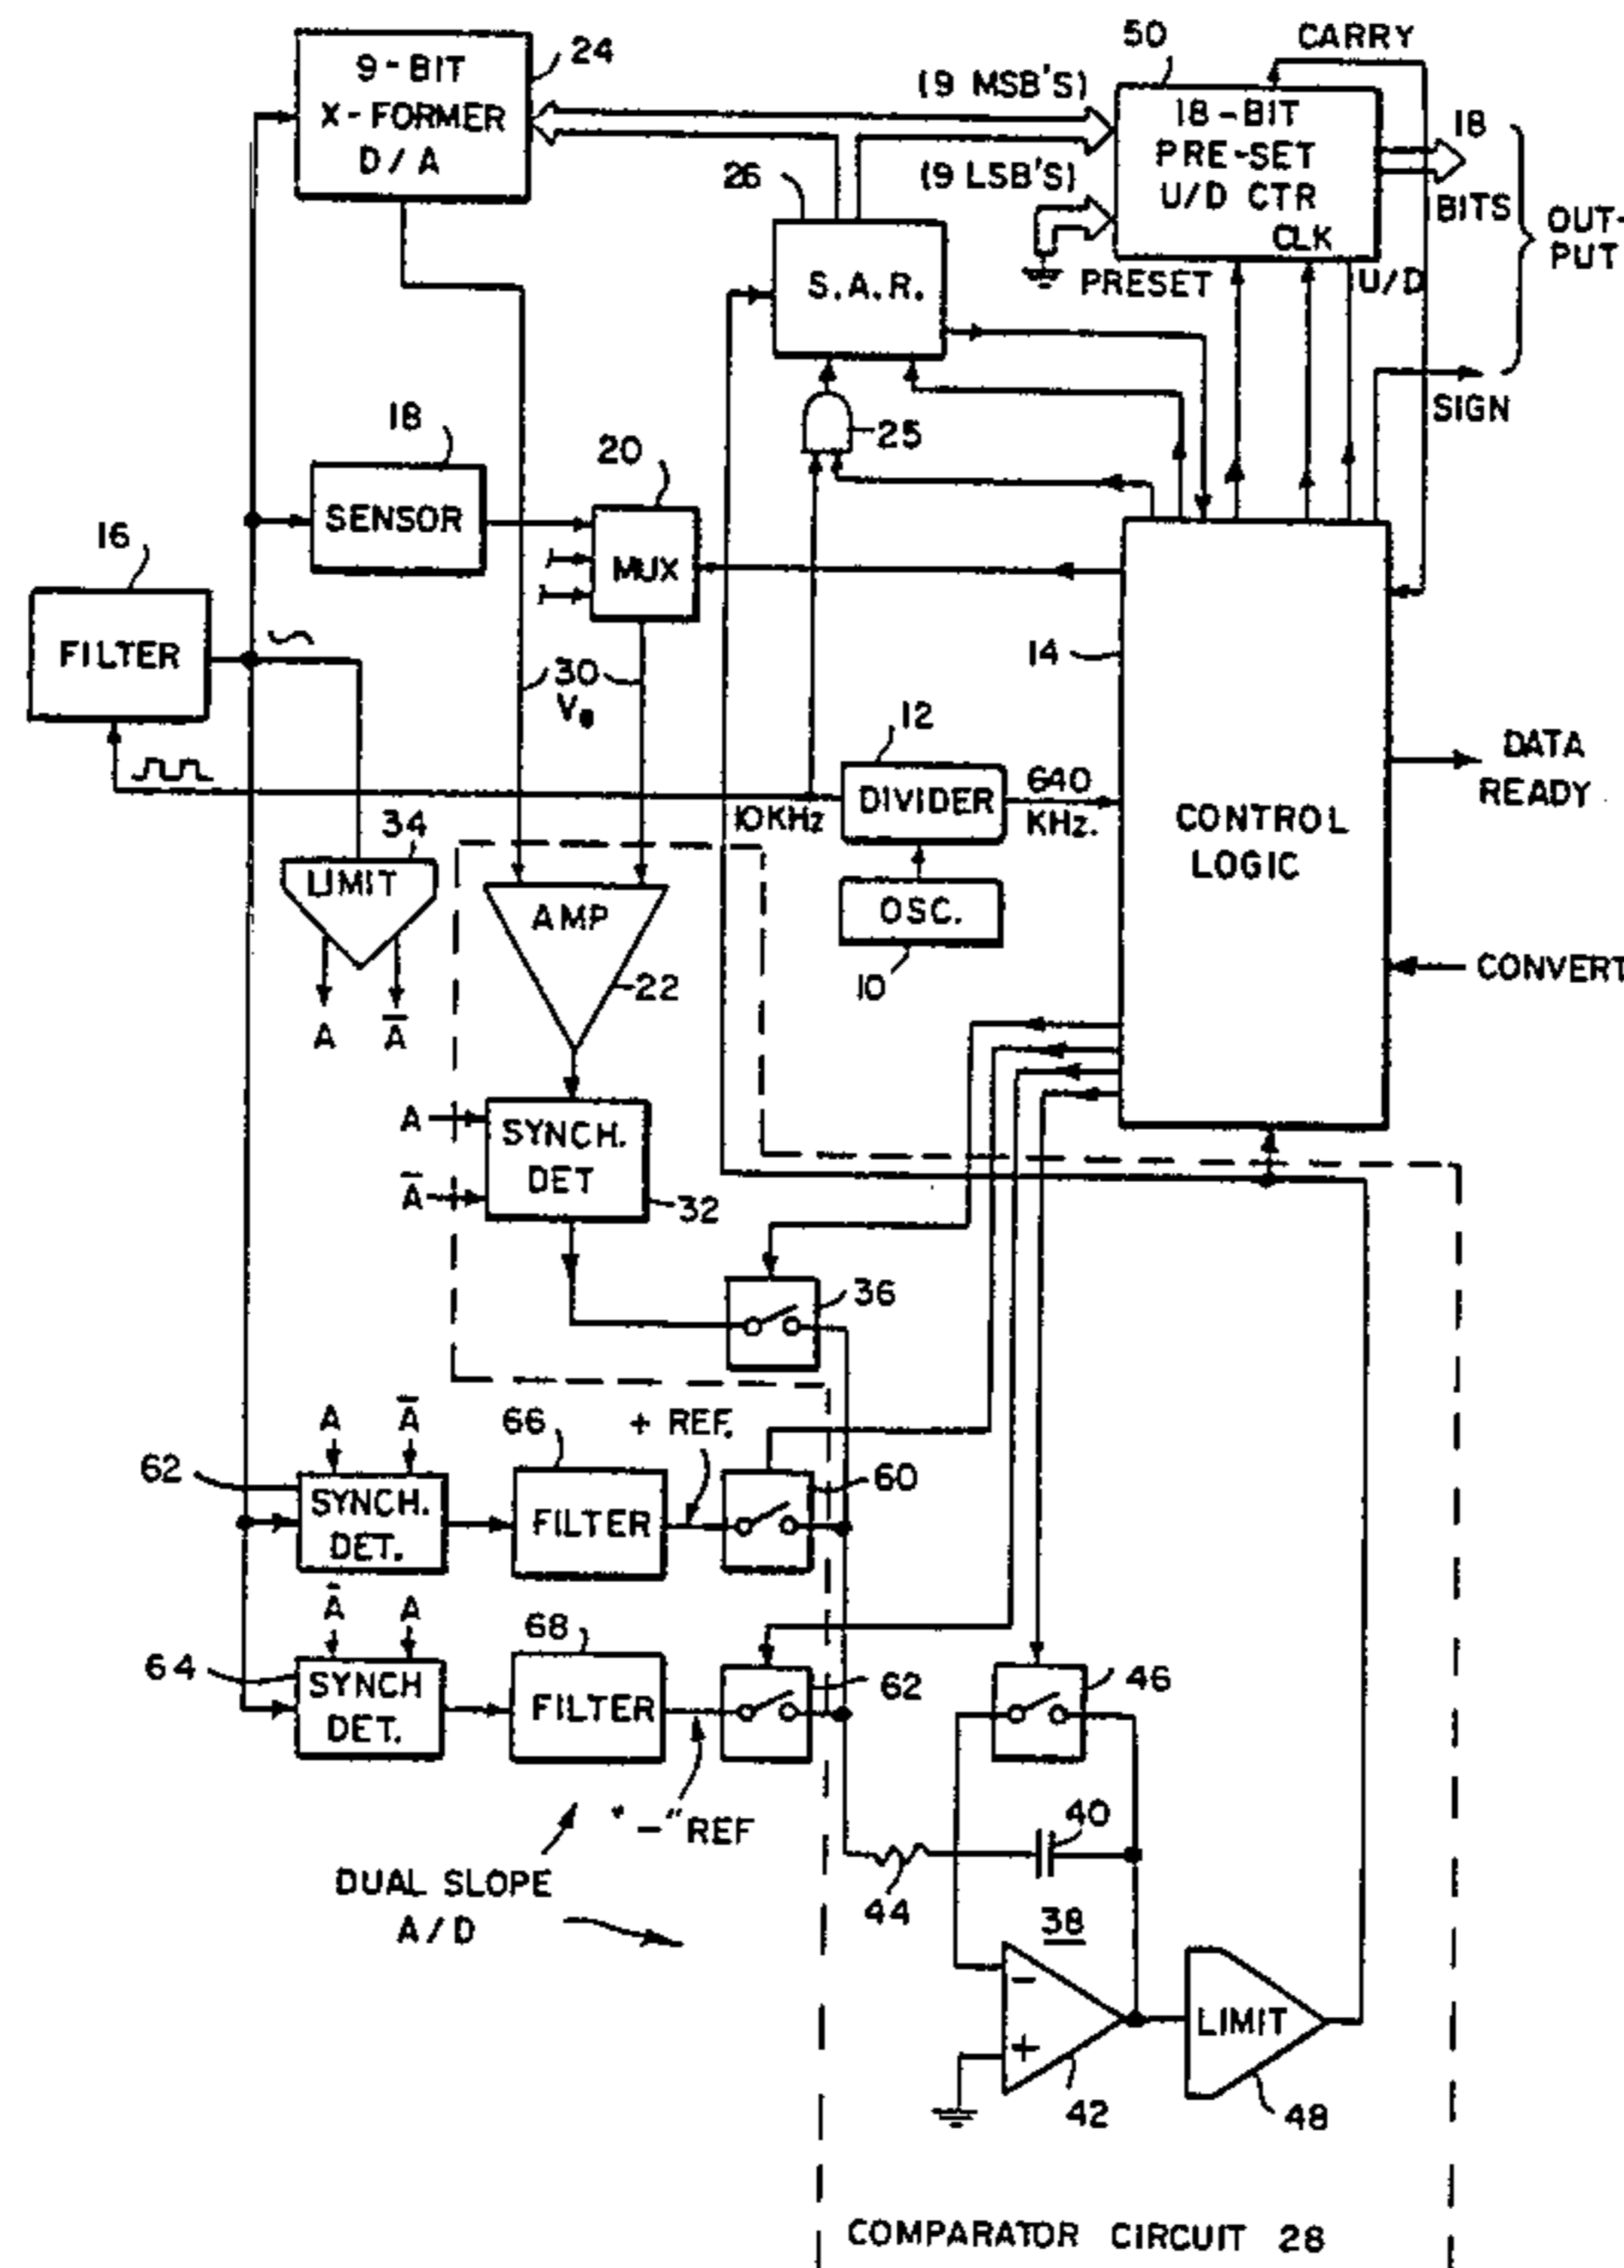 50
CARRY
24
9-BIT
X-FORMER
D/A
(9 MSB'S)
18-BIT
PRE-SET
U/D CTR
CLK
18
BITS
OUT-
PUT
26
(9 LSB'S)
S.A.R.
PRESET
U/D
SIGN
18
20
25
SENSOR
MUX
16
FILTER
14
30
Ve
12
DIVIDER
640
KHz.
10KHz
DATA
READY
CONTROL
LOGIC
34
LIMIT
AMP
OSC.
22
10
CONVERT
A
Ā
A
SYNCH.
DET
Ā
32
36
A
Ā
66
+ REF.
62
SYNCH.
DET.
FILTER
60
Ā
A
68
64
SYNCH
DET.
FILTER
62
46
"-" REF
40
DUAL SLOPE
A/D
44
38
-
+
LIMIT
42
48
COMPARATOR CIRCUIT 28